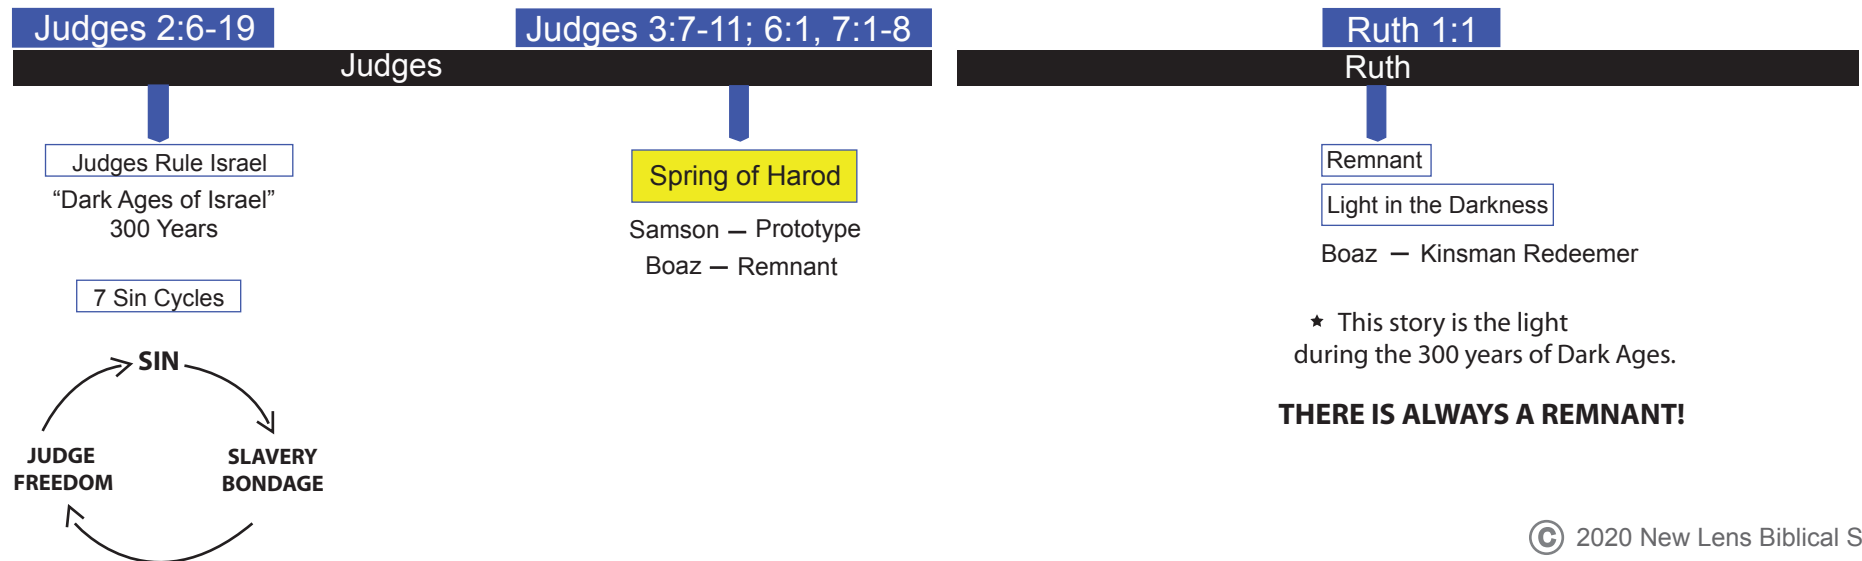 Judges 2:6-19
Judges 3:7-11; 6:1, 7:1-8
Judges
Judges Rule Israel
“Dark Ages of Israel”
300 Years
7 Sin Cycles
SIN
SLAVERY
BONDAGE
JUDGE
FREEDOM
Spring of Harod
Samson — Prototype
Boaz — Remnant
Ruth 1:1
Ruth
Remnant
Light in the Darkness
Boaz — Kinsman Redeemer
★ This story is the light
during the 300 years of Dark Ages.
THERE IS ALWAYS A REMNANT!
© 2020 New Lens Biblical S